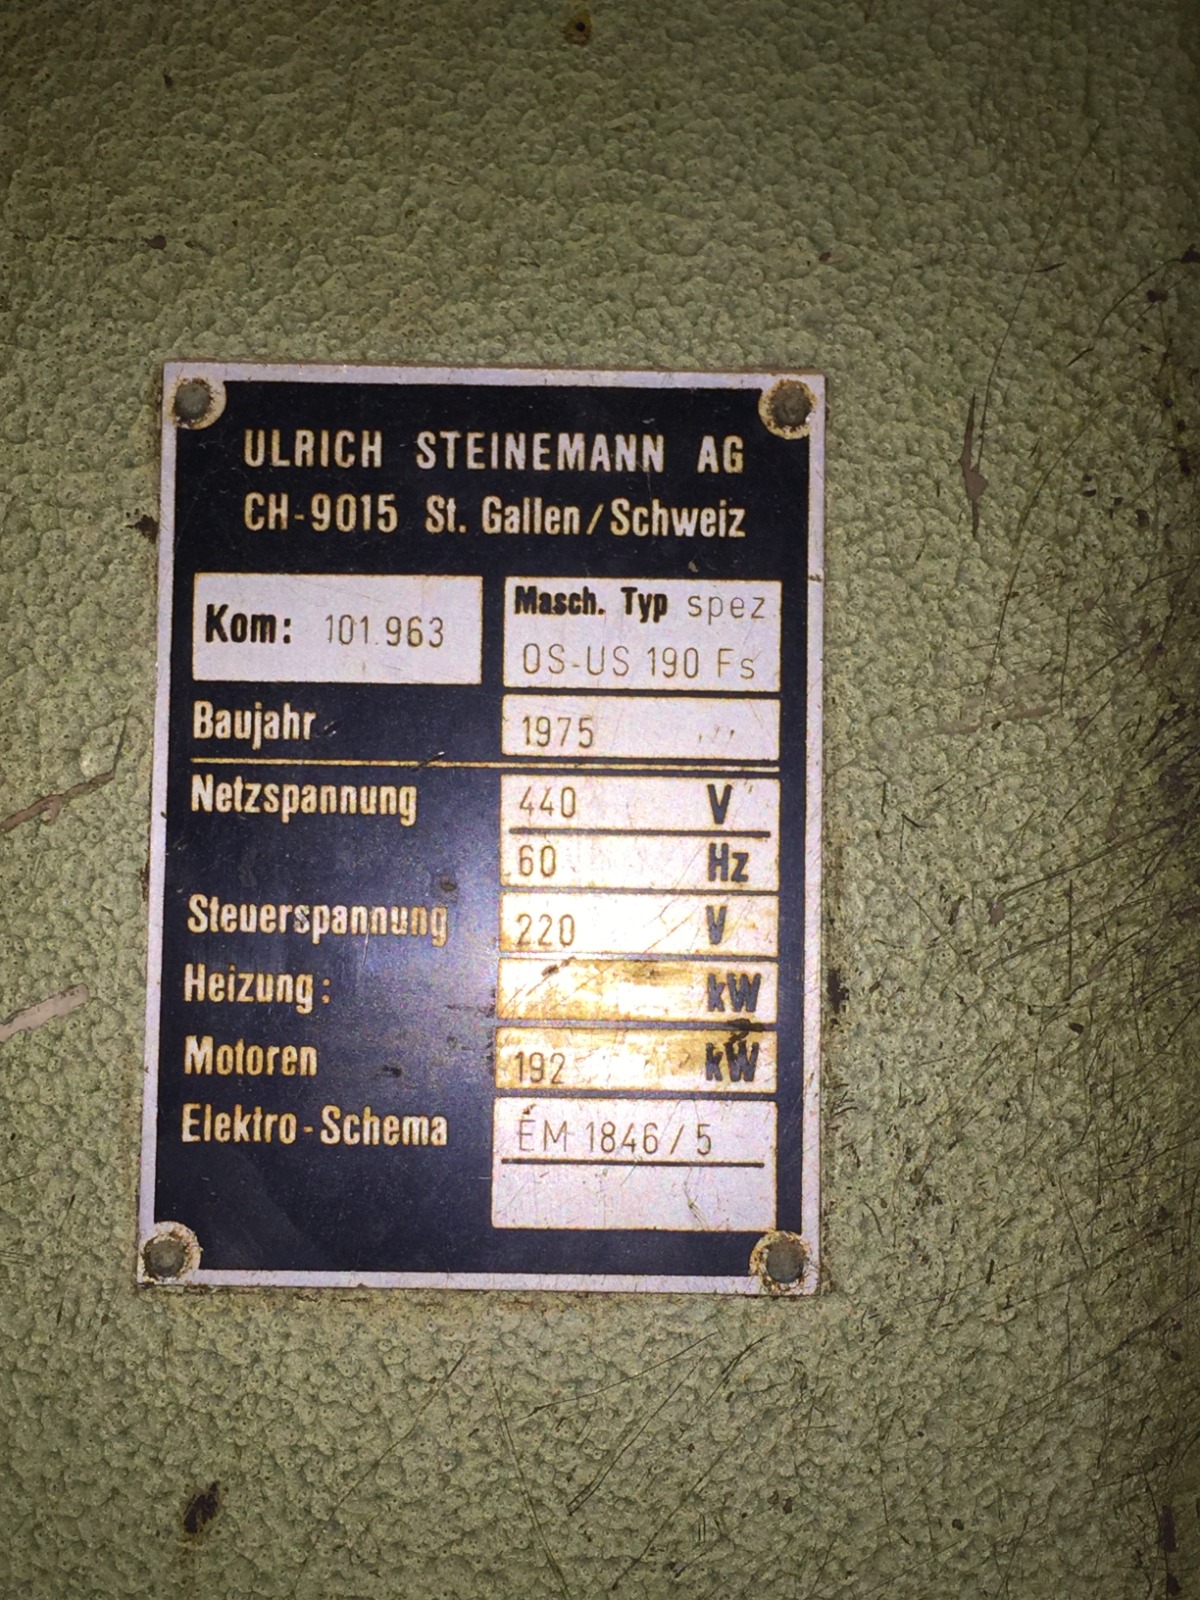 ULRICH STEINEMANN AG
CH-9015 St. Gallen/Schweiz
Kom: 101.963
Masch. Typ spez.
OS-US 190 Fs
Baujahr 1975
Netzspannung 440 V
60 Hz
Steuerspannung 220 V
Heizung: kW
Motoren 192 kW
Elektro-Schema EM 1846/5